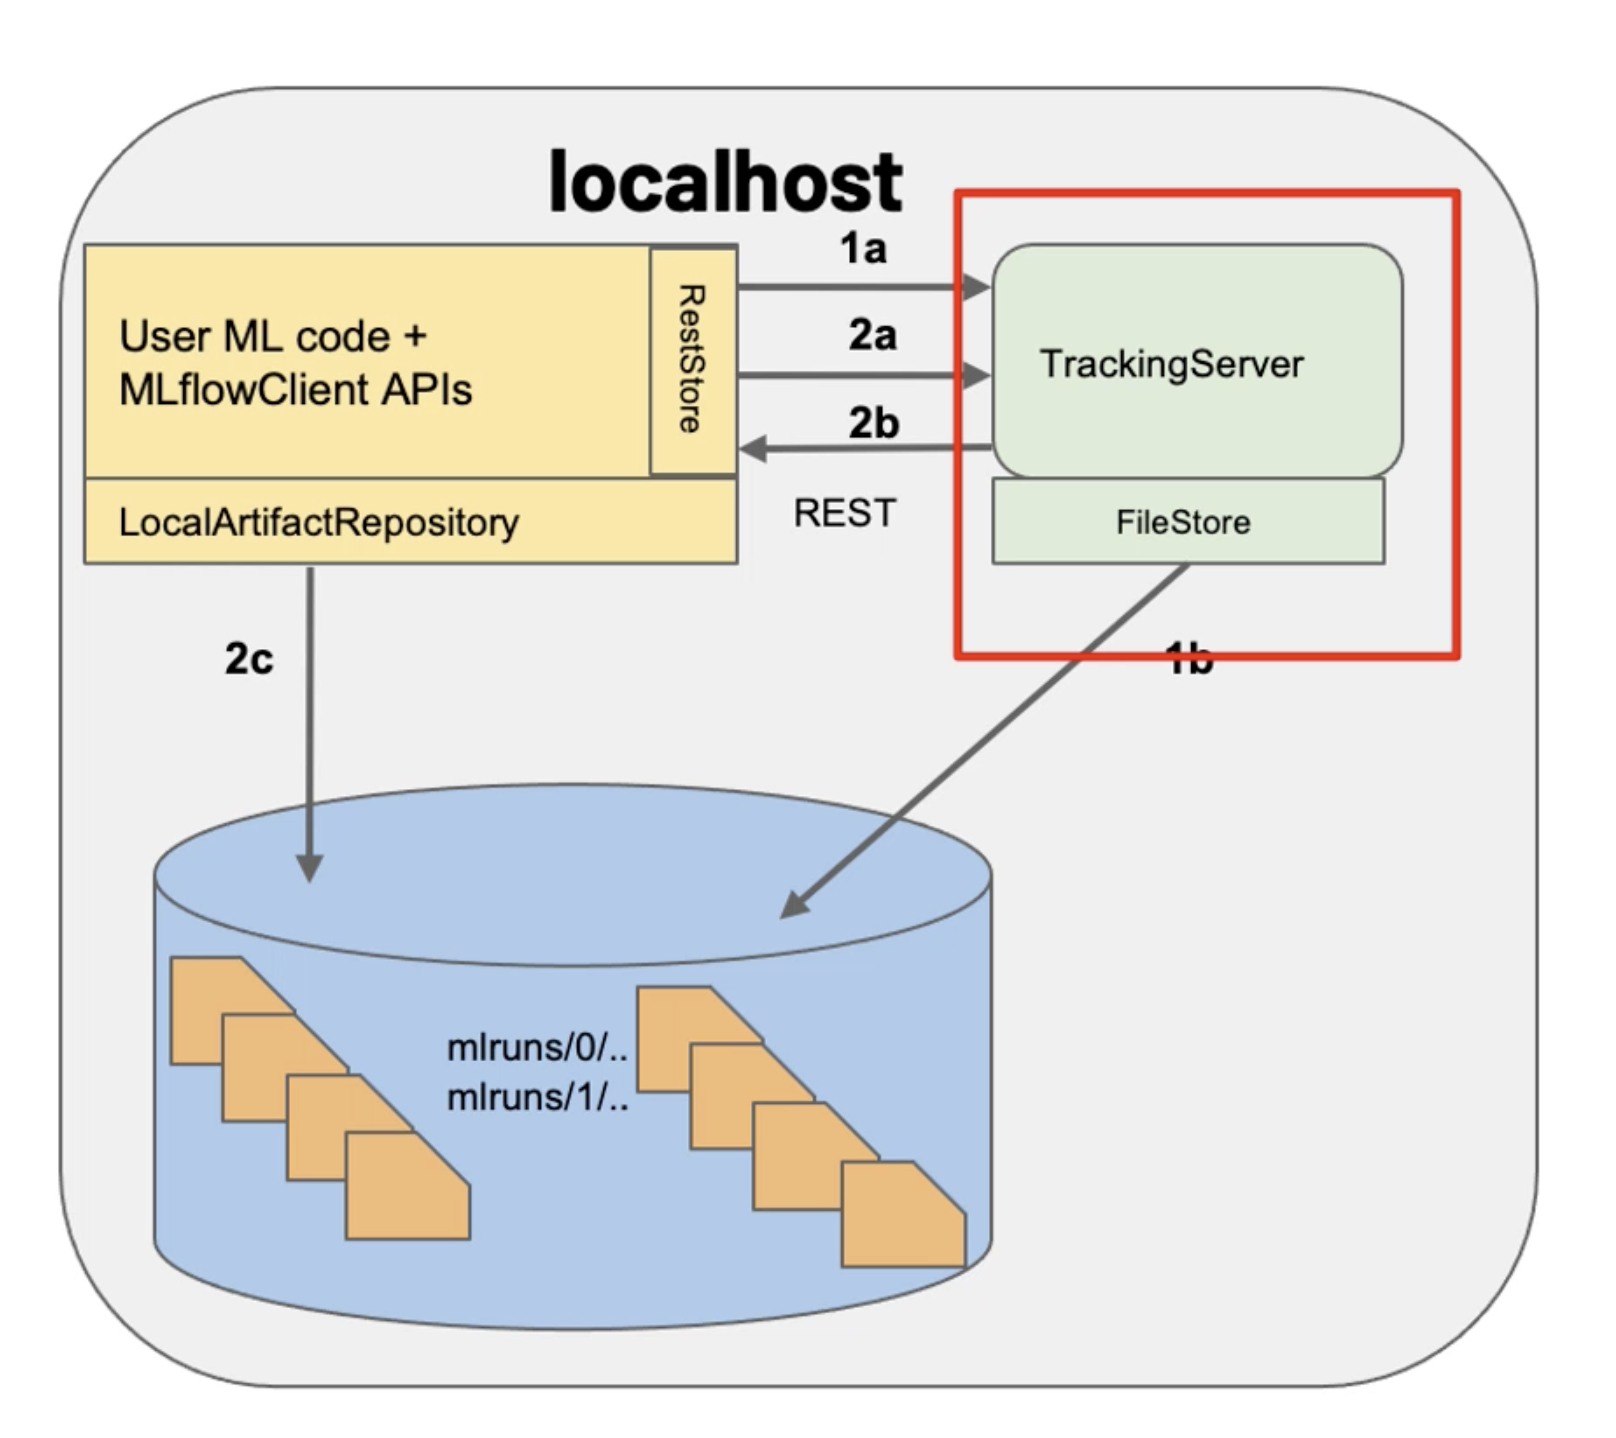 localhost
1a
User ML code +
MLflowClient APIs
RestStore
2a
TrackingServer
2b
LocalArtifactRepository
REST
FileStore
2c
1b
mlruns/0/..
mlruns/1/..